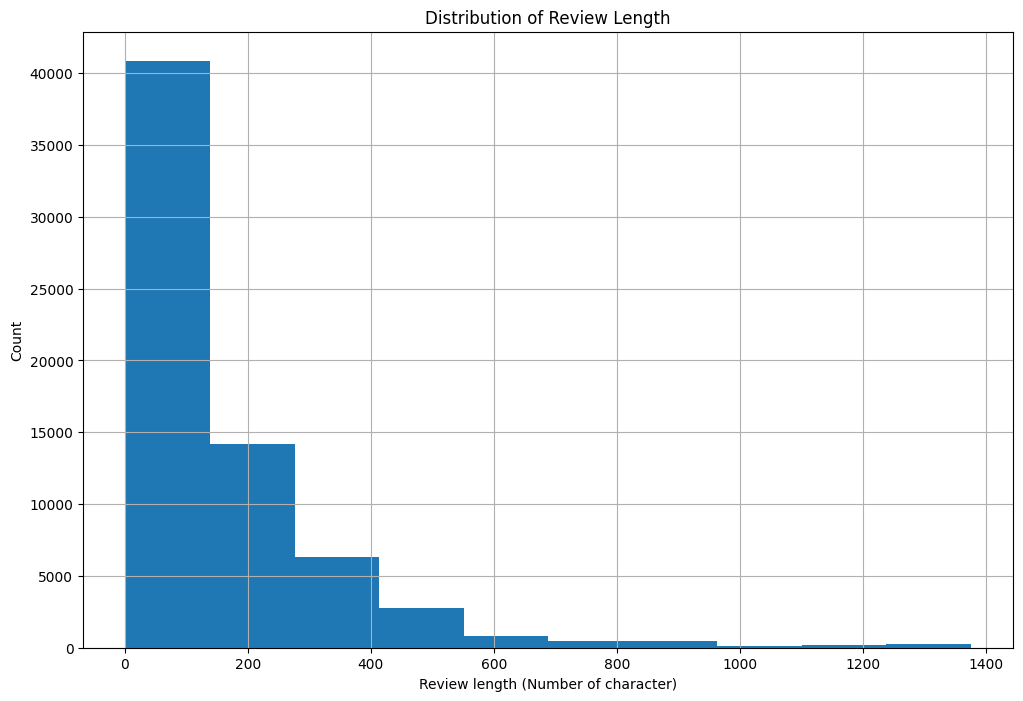 Distribution of Review Length
Count
40000
35000
30000
25000
20000
15000
10000
5000
0
0 200 400 600 800 1000 1200 1400
Review length (Number of character)